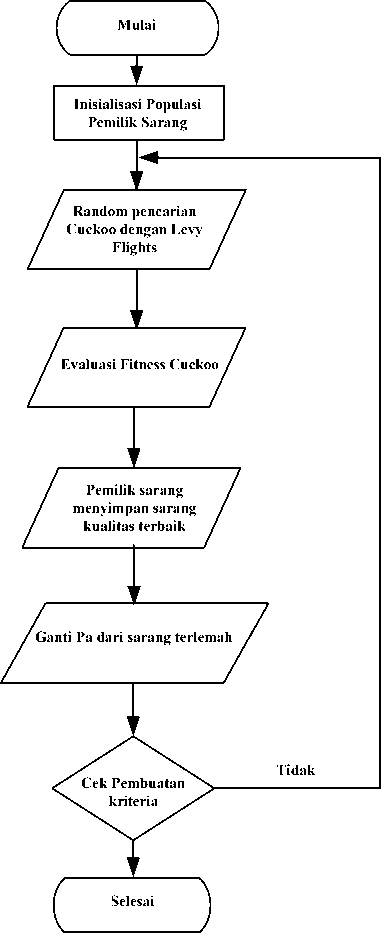 Mulai
Inisialisasi Populasi
Pemilik Sarang
Random pencarian
Cuckoo dengan Levy
Flights
Evaluasi Fitness Cuckoo
Pemilik sarang
menyimpan sarang
kualitas terbaik
Ganti Pa dari sarang terlemah
Cek Pembuatan
kriteria
Tidak
Selesai